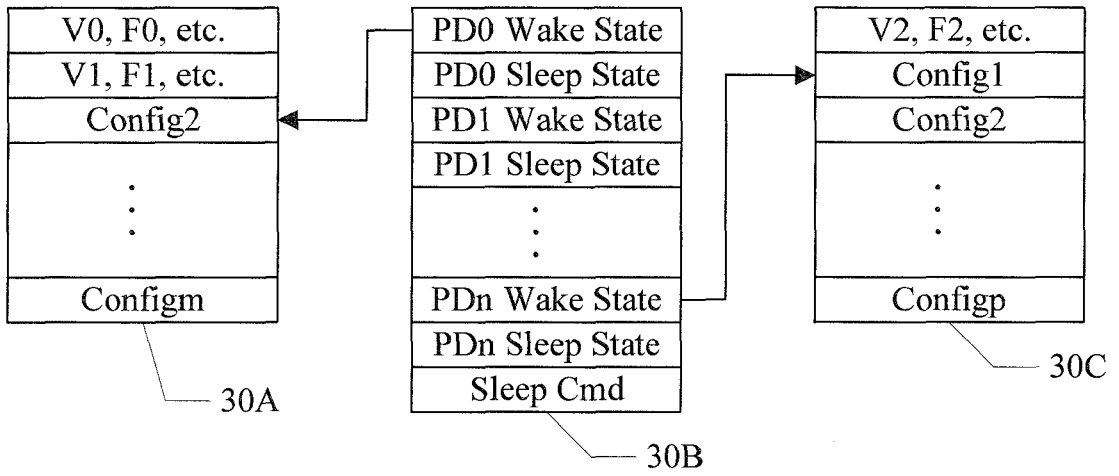 V0, F0, etc.
V1, F1, etc.
Config2
Configm
30A
PD0 Wake State
PD0 Sleep State
PD1 Wake State
PD1 Sleep State
PDn Wake State
PDn Sleep State
Sleep Cmd
30B
V2, F2, etc.
Config1
Config2
Configp
30C